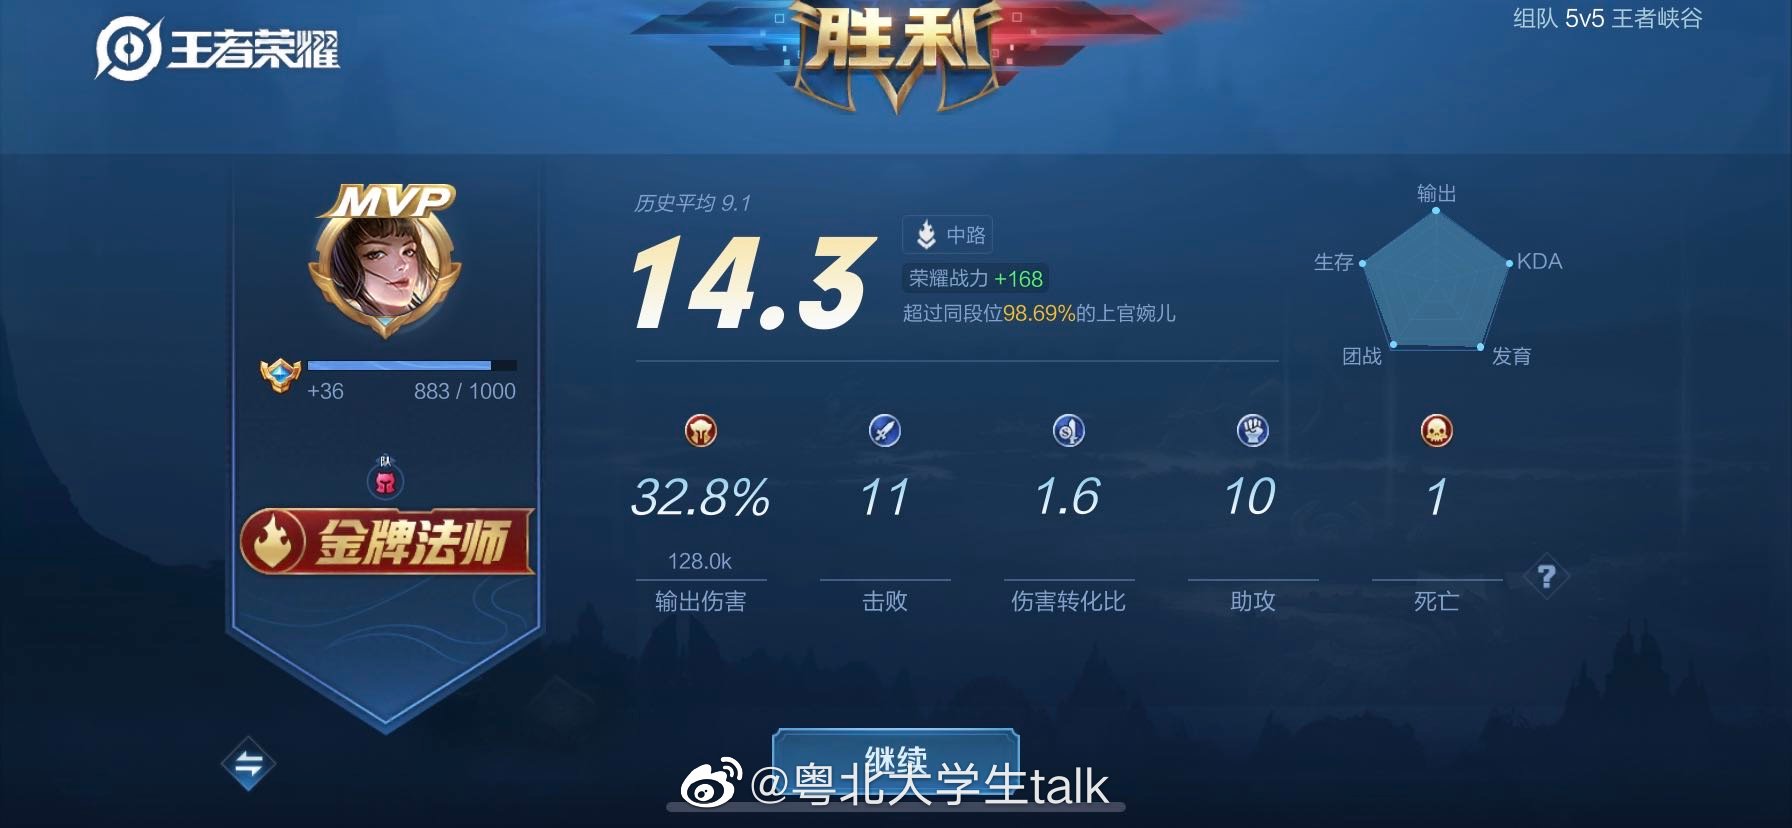 王者荣耀
胜利
组队 5v5 王者峡谷
MVP
历史平均 9.1
14.3
中路
荣耀战力 +168
超过同段位98.69%的上官婉儿
输出
生存
KDA
团战
发育
+36
883 / 1000
金牌法师
32.8%
11
1.6
10
1
128.0k
输出伤害
击败
伤害转化比
助攻
死亡
?
继续
@粤北大学生talk